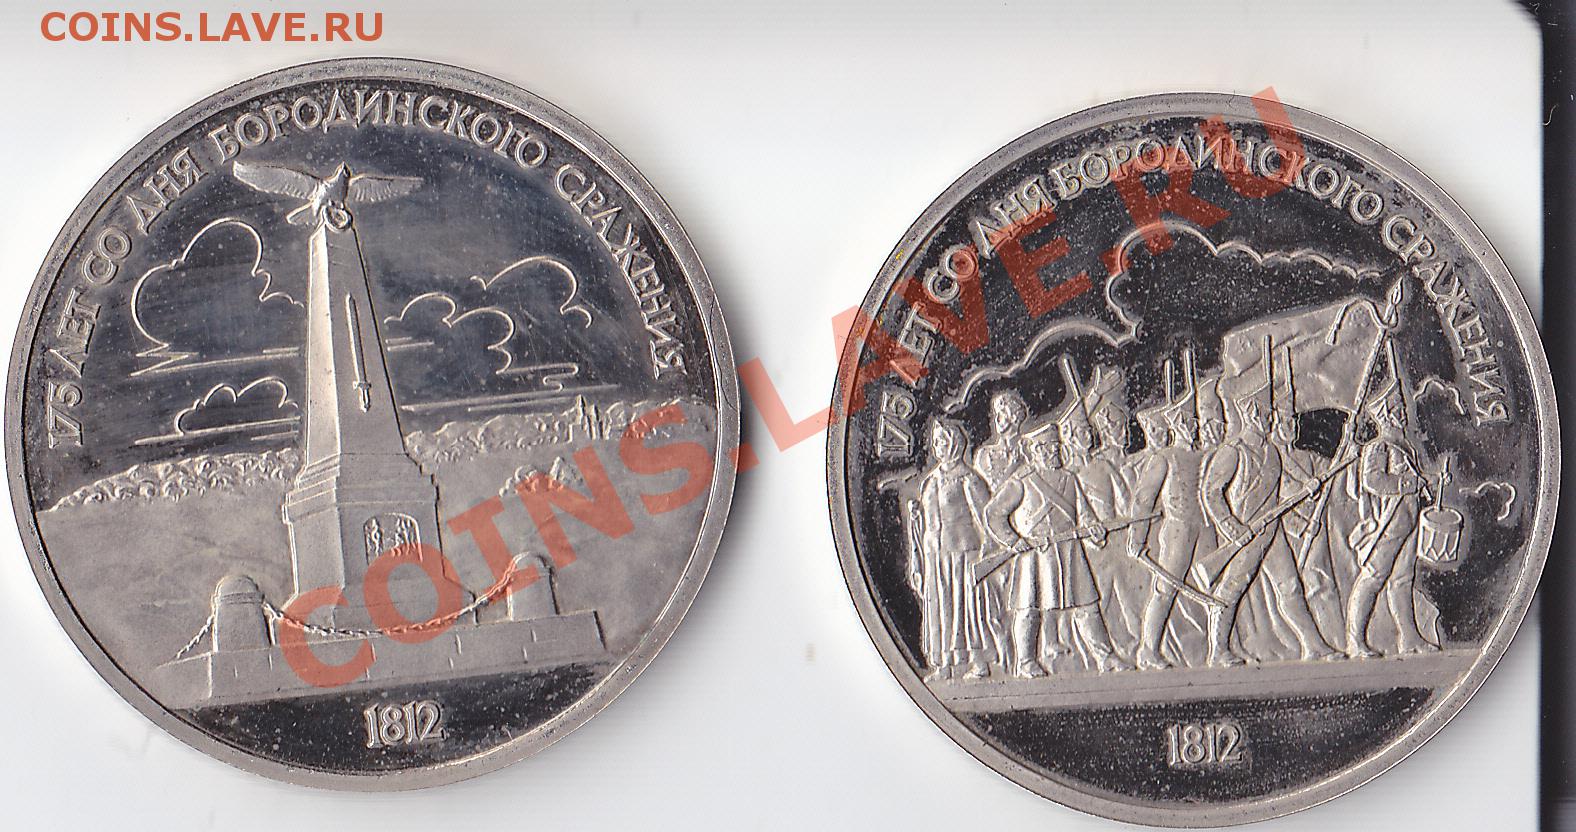 COINS.LAVE.RU
175 ЛЕТ СО ДНЯ БОРОДИНСКОГО СРАЖЕНИЯ
1812
175 ЛЕТ СО ДНЯ БОРОДИНСКОГО СРАЖЕНИЯ
1812
COINS.LAVE.RU